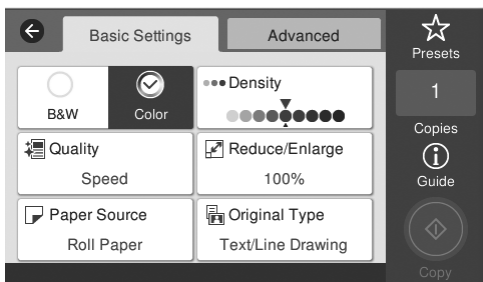 Basic Settings
Advanced
Presets
B&W
Color
Density
1
Copies
Quality
Speed
Reduce/Enlarge
100%
Guide
Paper Source
Roll Paper
Original Type
Text/Line Drawing
Copy